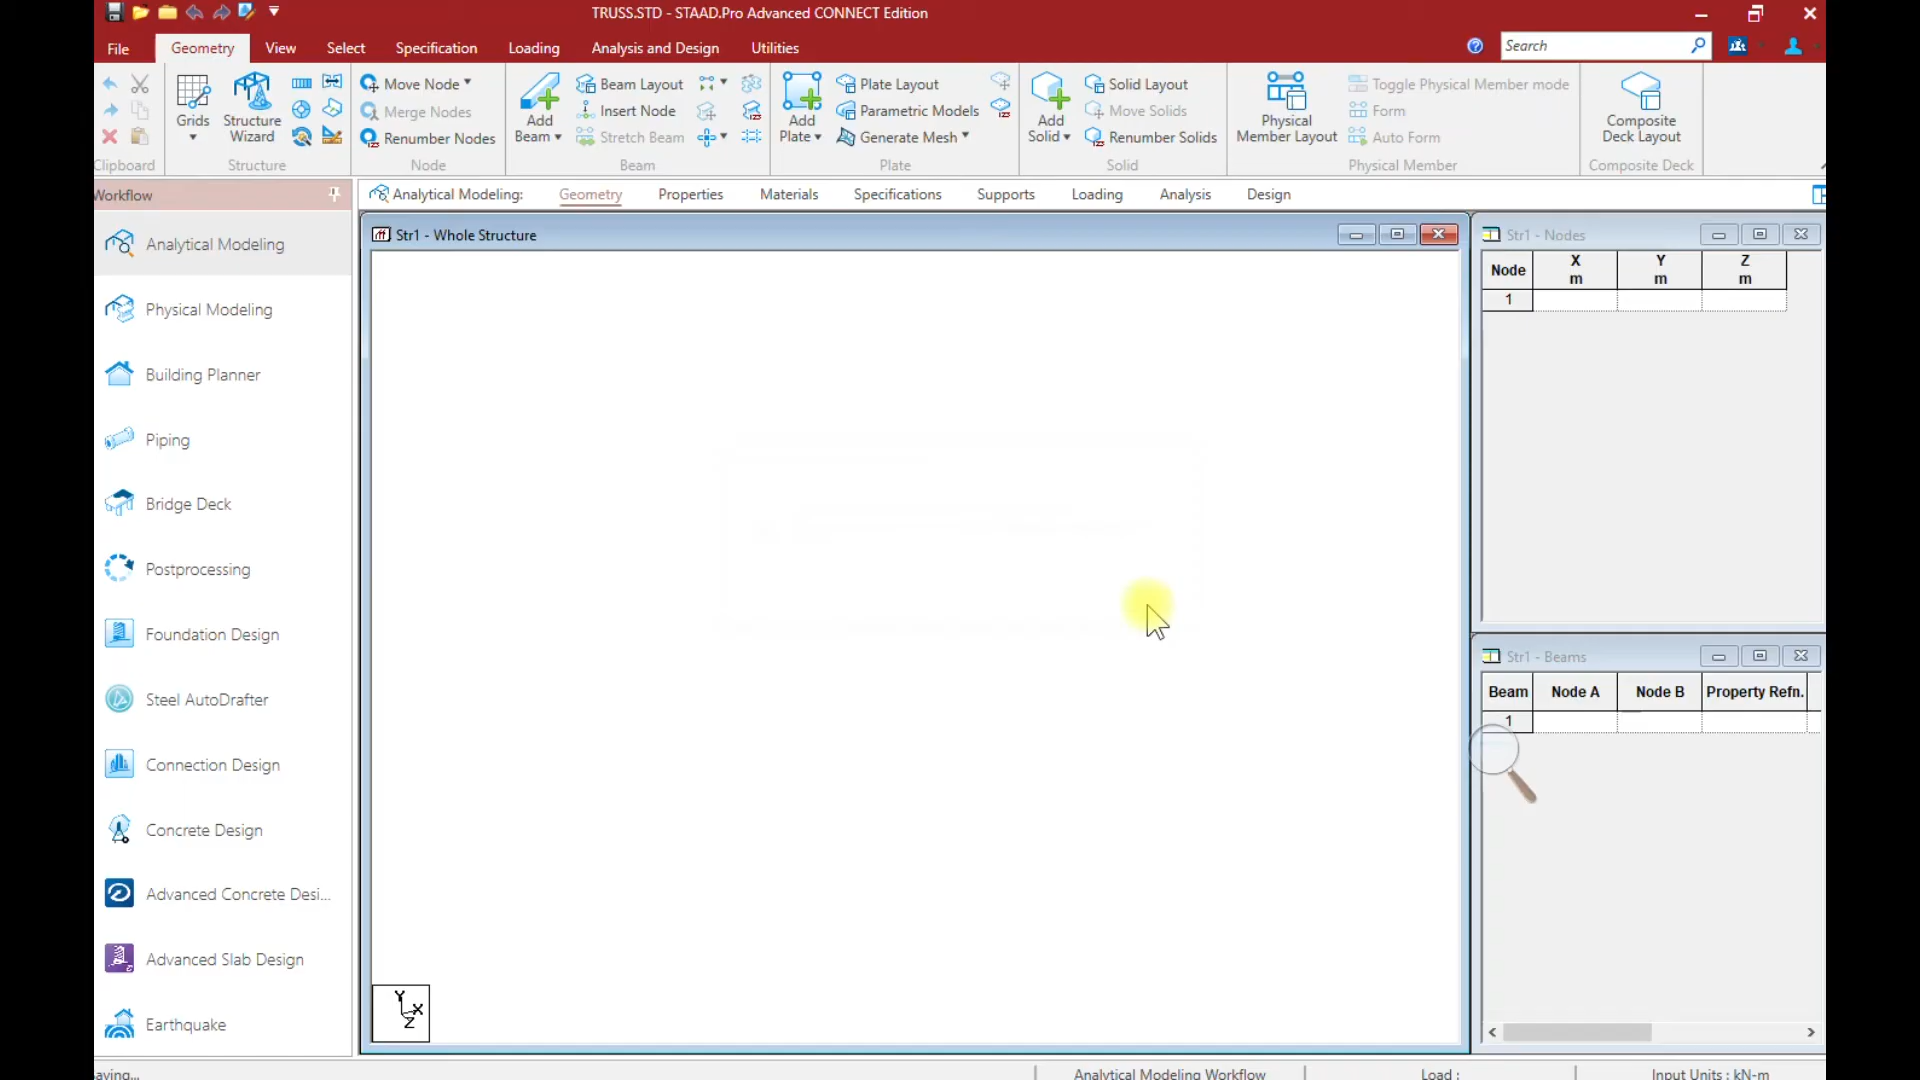 TRUSS.STD - STAAD.Pro Advanced CONNECT Edition
File Geometry View Select Specification Loading Analysis and Design Utilities Search
Grids
Structure Wizard
Structure
Clipboard
Move Node
Merge Nodes
Renumber Nodes
Node
Add Beam
Beam Layout
Insert Node
Stretch Beam
Beam
Add Plate
Plate Layout
Parametric Models
Generate Mesh
Plate
Add Solid
Solid Layout
Move Solids
Renumber Solids
Solid
Physical Member Layout
Toggle Physical Member mode
Form
Auto Form
Physical Member
Composite Deck Layout
Composite Deck
Workflow
Analytical Modeling: Geometry Properties Materials Specifications Supports Loading Analysis Design
Analytical Modeling
Physical Modeling
Building Planner
Piping
Bridge Deck
Postprocessing
Foundation Design
Steel AutoDrafter
Connection Design
Concrete Design
Advanced Concrete Desi...
Advanced Slab Design
Earthquake
Str1 - Whole Structure
Y
X
Z
Str1 - Nodes
Node X m Y m Z m
1
Str1 - Beams
Beam Node A Node B Property Refn.
1
aving... Analytical Modeling Workflow Load : Input Units : kN-m